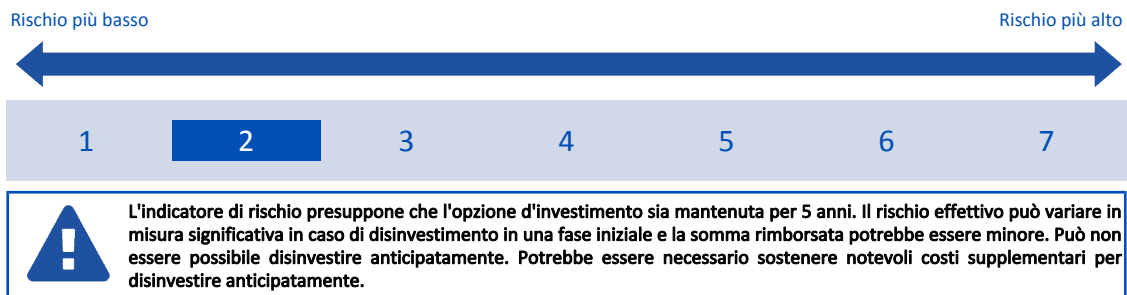 Rischio più basso Rischio più alto
1 2 3 4 5 6 7
L'indicatore di rischio presuppone che l'opzione d'investimento sia mantenuta per 5 anni. Il rischio effettivo può variare in
misura significativa in caso di disinvestimento in una fase iniziale e la somma rimborsata potrebbe essere minore. Può non
essere possibile disinvestire anticipatamente. Potrebbe essere necessario sostenere notevoli costi supplementari per
disinvestire anticipatamente.